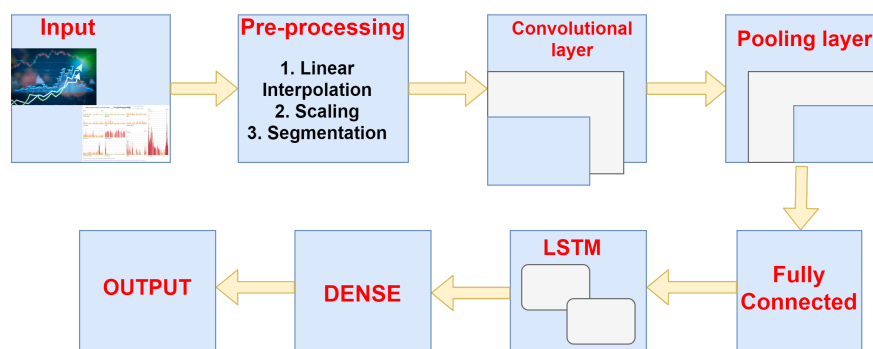 Input
Pre-processing
1. Linear
Interpolation
2. Scaling
3. Segmentation
Convolutional
layer
Pooling layer
Fully
Connected
LSTM
DENSE
OUTPUT